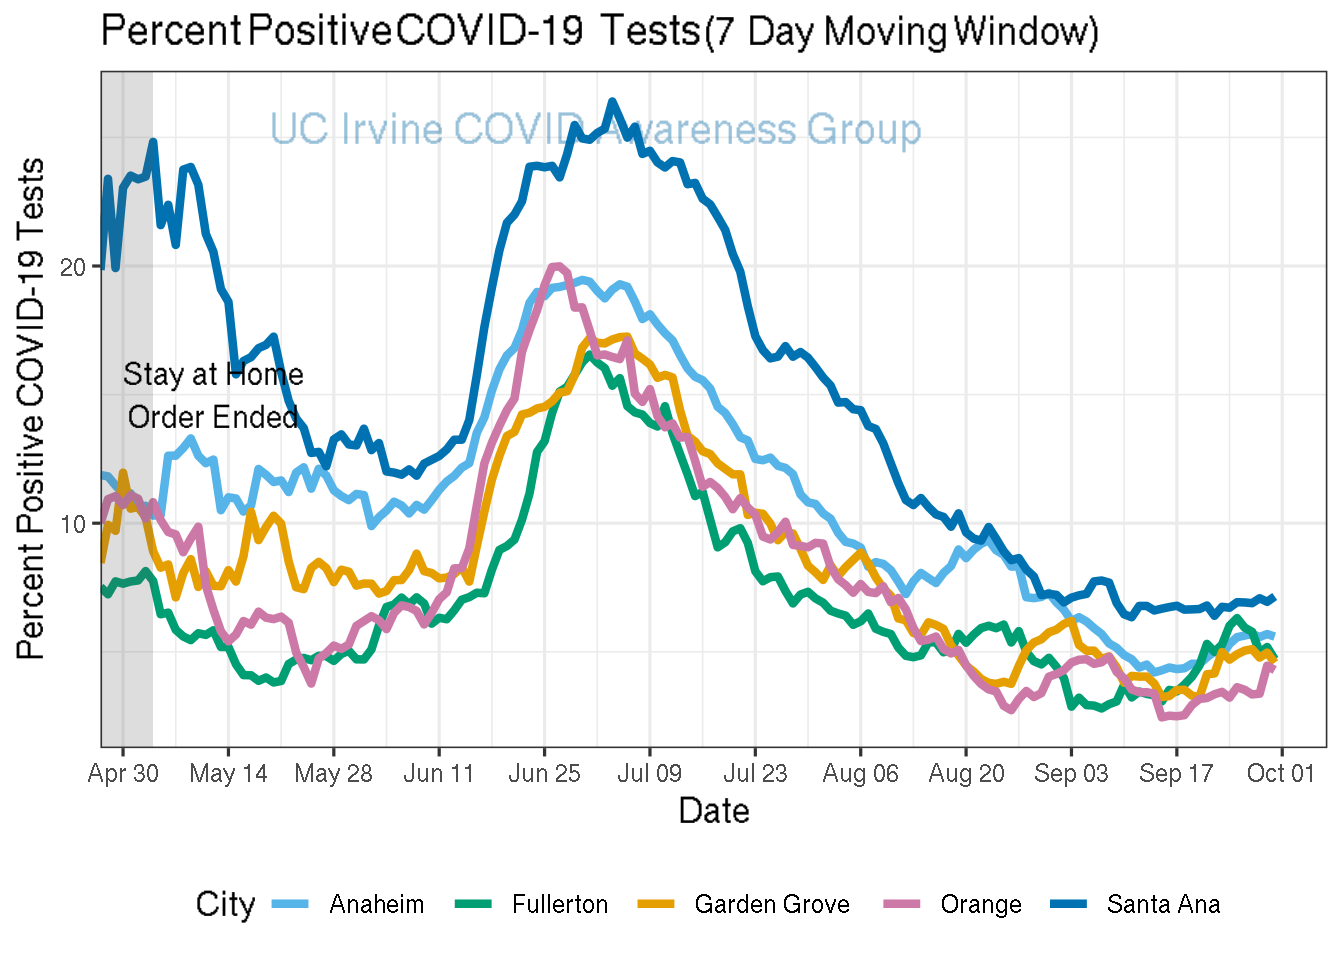 Percent Positive COVID-19 Tests (7 Day Moving Window)
UC Irvine COVID Awareness Group
Percent Positive COVID-19 Tests
20
10
Stay at Home
Order Ended
Apr 30 May 14 May 28 Jun 11 Jun 25 Jul 09 Jul 23 Aug 06 Aug 20 Sep 03 Sep 17 Oct 01
Date
City Anaheim Fullerton Garden Grove Orange Santa Ana